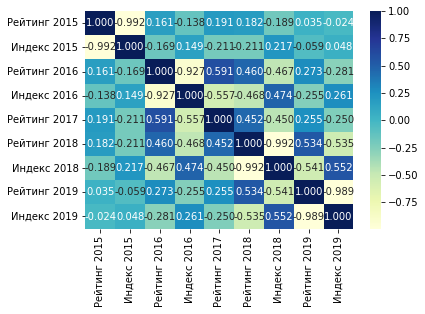 Рейтинг 2015 1.000 -0.992 0.161 -0.138 0.191 0.182 -0.189 0.035 -0.024
Индекс 2015 -0.992 1.000 -0.169 0.149 -0.211 -0.211 0.217 -0.059 0.048
Рейтинг 2016 0.161 -0.169 1.000 -0.927 0.591 0.460 -0.467 0.273 -0.281
Индекс 2016 -0.138 0.149 -0.927 1.000 -0.557 -0.468 0.474 -0.255 0.261
Рейтинг 2017 0.191 -0.211 0.591 -0.557 1.000 0.452 -0.450 0.255 -0.250
Рейтинг 2018 0.182 -0.211 0.460 -0.468 0.452 1.000 -0.992 0.534 -0.535
Индекс 2018 -0.189 0.217 -0.467 0.474 -0.450 -0.992 1.000 -0.541 0.552
Рейтинг 2019 0.035 -0.059 0.273 -0.255 0.255 0.534 -0.541 1.000 -0.989
Индекс 2019 -0.024 0.048 -0.281 0.261 -0.250 -0.535 0.552 -0.989 1.000
Рейтинг 2015
Индекс 2015
Рейтинг 2016
Индекс 2016
Рейтинг 2017
Рейтинг 2018
Индекс 2018
Рейтинг 2019
Индекс 2019
1.00
0.75
0.50
0.25
0.00
-0.25
-0.50
-0.75